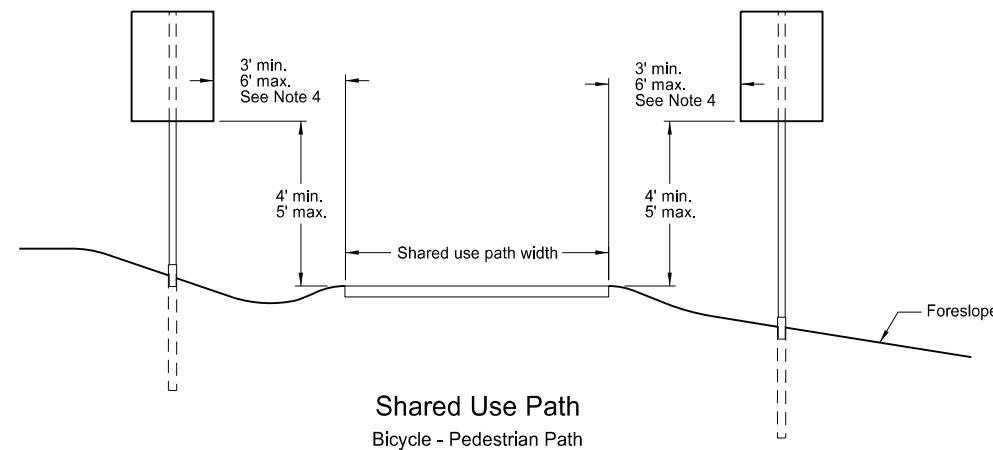 3' min.
6' max.
See Note 4
3' min.
6' max.
See Note 4
4' min.
5' max.
4' min.
5' max.
Shared use path width
Foreslope
Shared Use Path
Bicycle - Pedestrian Path